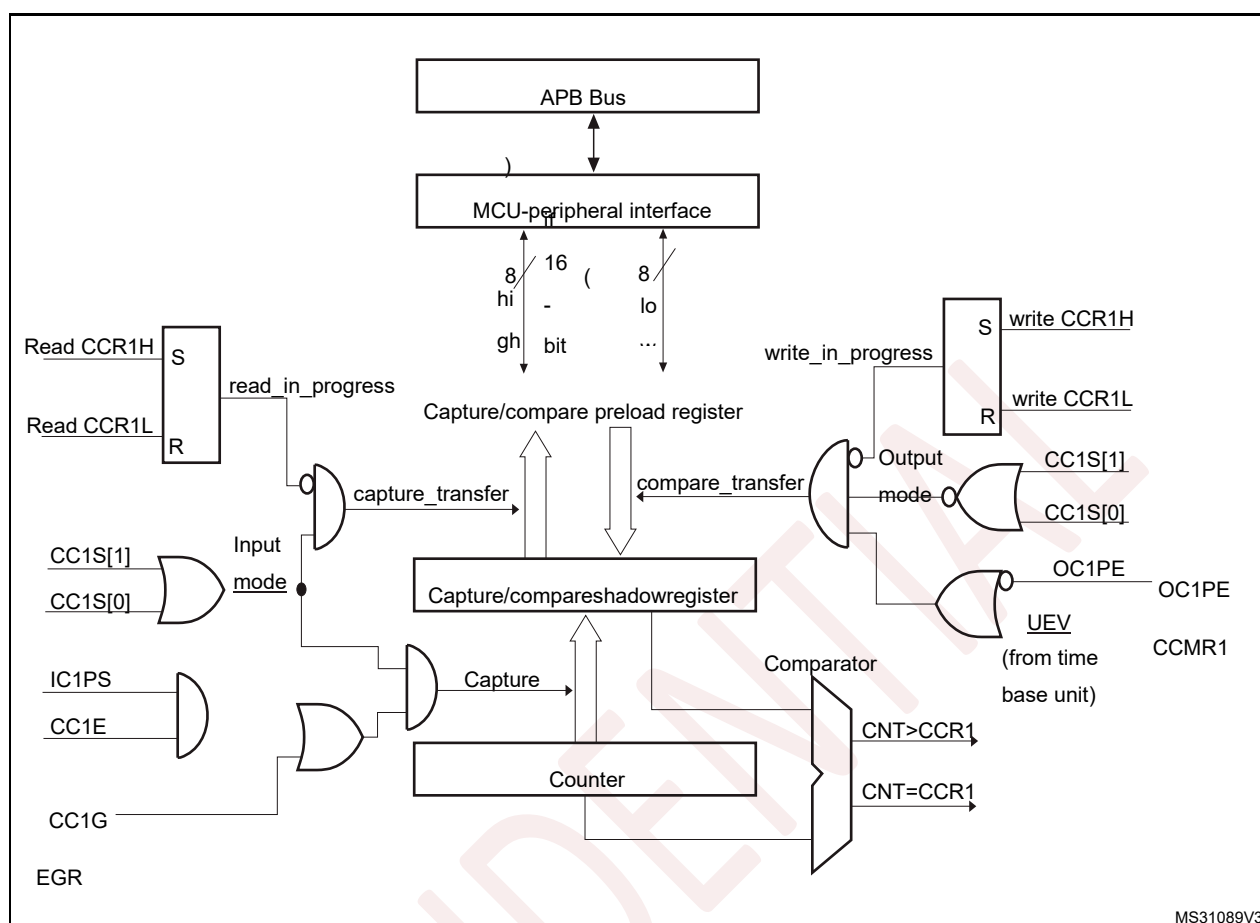 APB Bus
)
MCU-peripheral interface
if
8
16
(
8
hi
-
lo
gh
bit
...
S
write CCR1H
Read CCR1H
S
write_in_progress
read_in_progress
R
write CCR1L
Read CCR1L
R
Capture/compare preload register
Output
mode
CC1S[1]
CC1S[0]
capture_transfer
compare_transfer
CC1S[1]
CC1S[0]
Input
mode
Capture/compareshadowregister
OC1PE
OC1PE
UEV
(from time
base unit)
CCMR1
IC1PS
CC1E
Capture
Comparator
CNT>CCR1
Counter
CNT=CCR1
CC1G
EGR
MS31089V3
DENTIAL